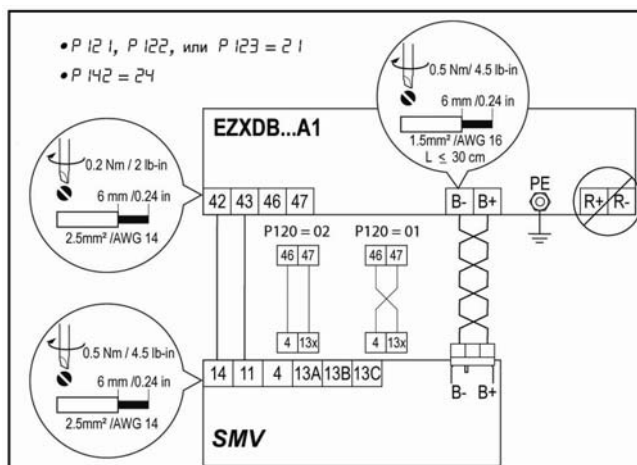 •P121, P122, или P123 = 21
•P142 = 24
0.5 Nm/ 4.5 lb-in
6 mm /0.24 in
1.5mm² /AWG 16
L ≤ 30 cm
EZXDB...A1
0.2 Nm / 2 lb-in
6 mm /0.24 in
2.5mm² /AWG 14
42 43 46 47
B- B+
PE
R+ R-
P120 = 02
P120 = 01
46 47
46 47
4 13x
4 13x
0.5 Nm / 4.5 lb-in
6 mm /0.24 in
2.5mm² /AWG 14
14 11 4 13A 13B 13C
B- B+
SMV